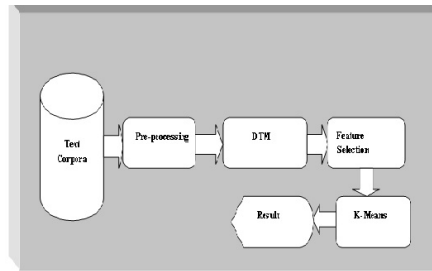 Text
Corpora
Pre-processing
DTM
Feature
Selection
K-Means
Result